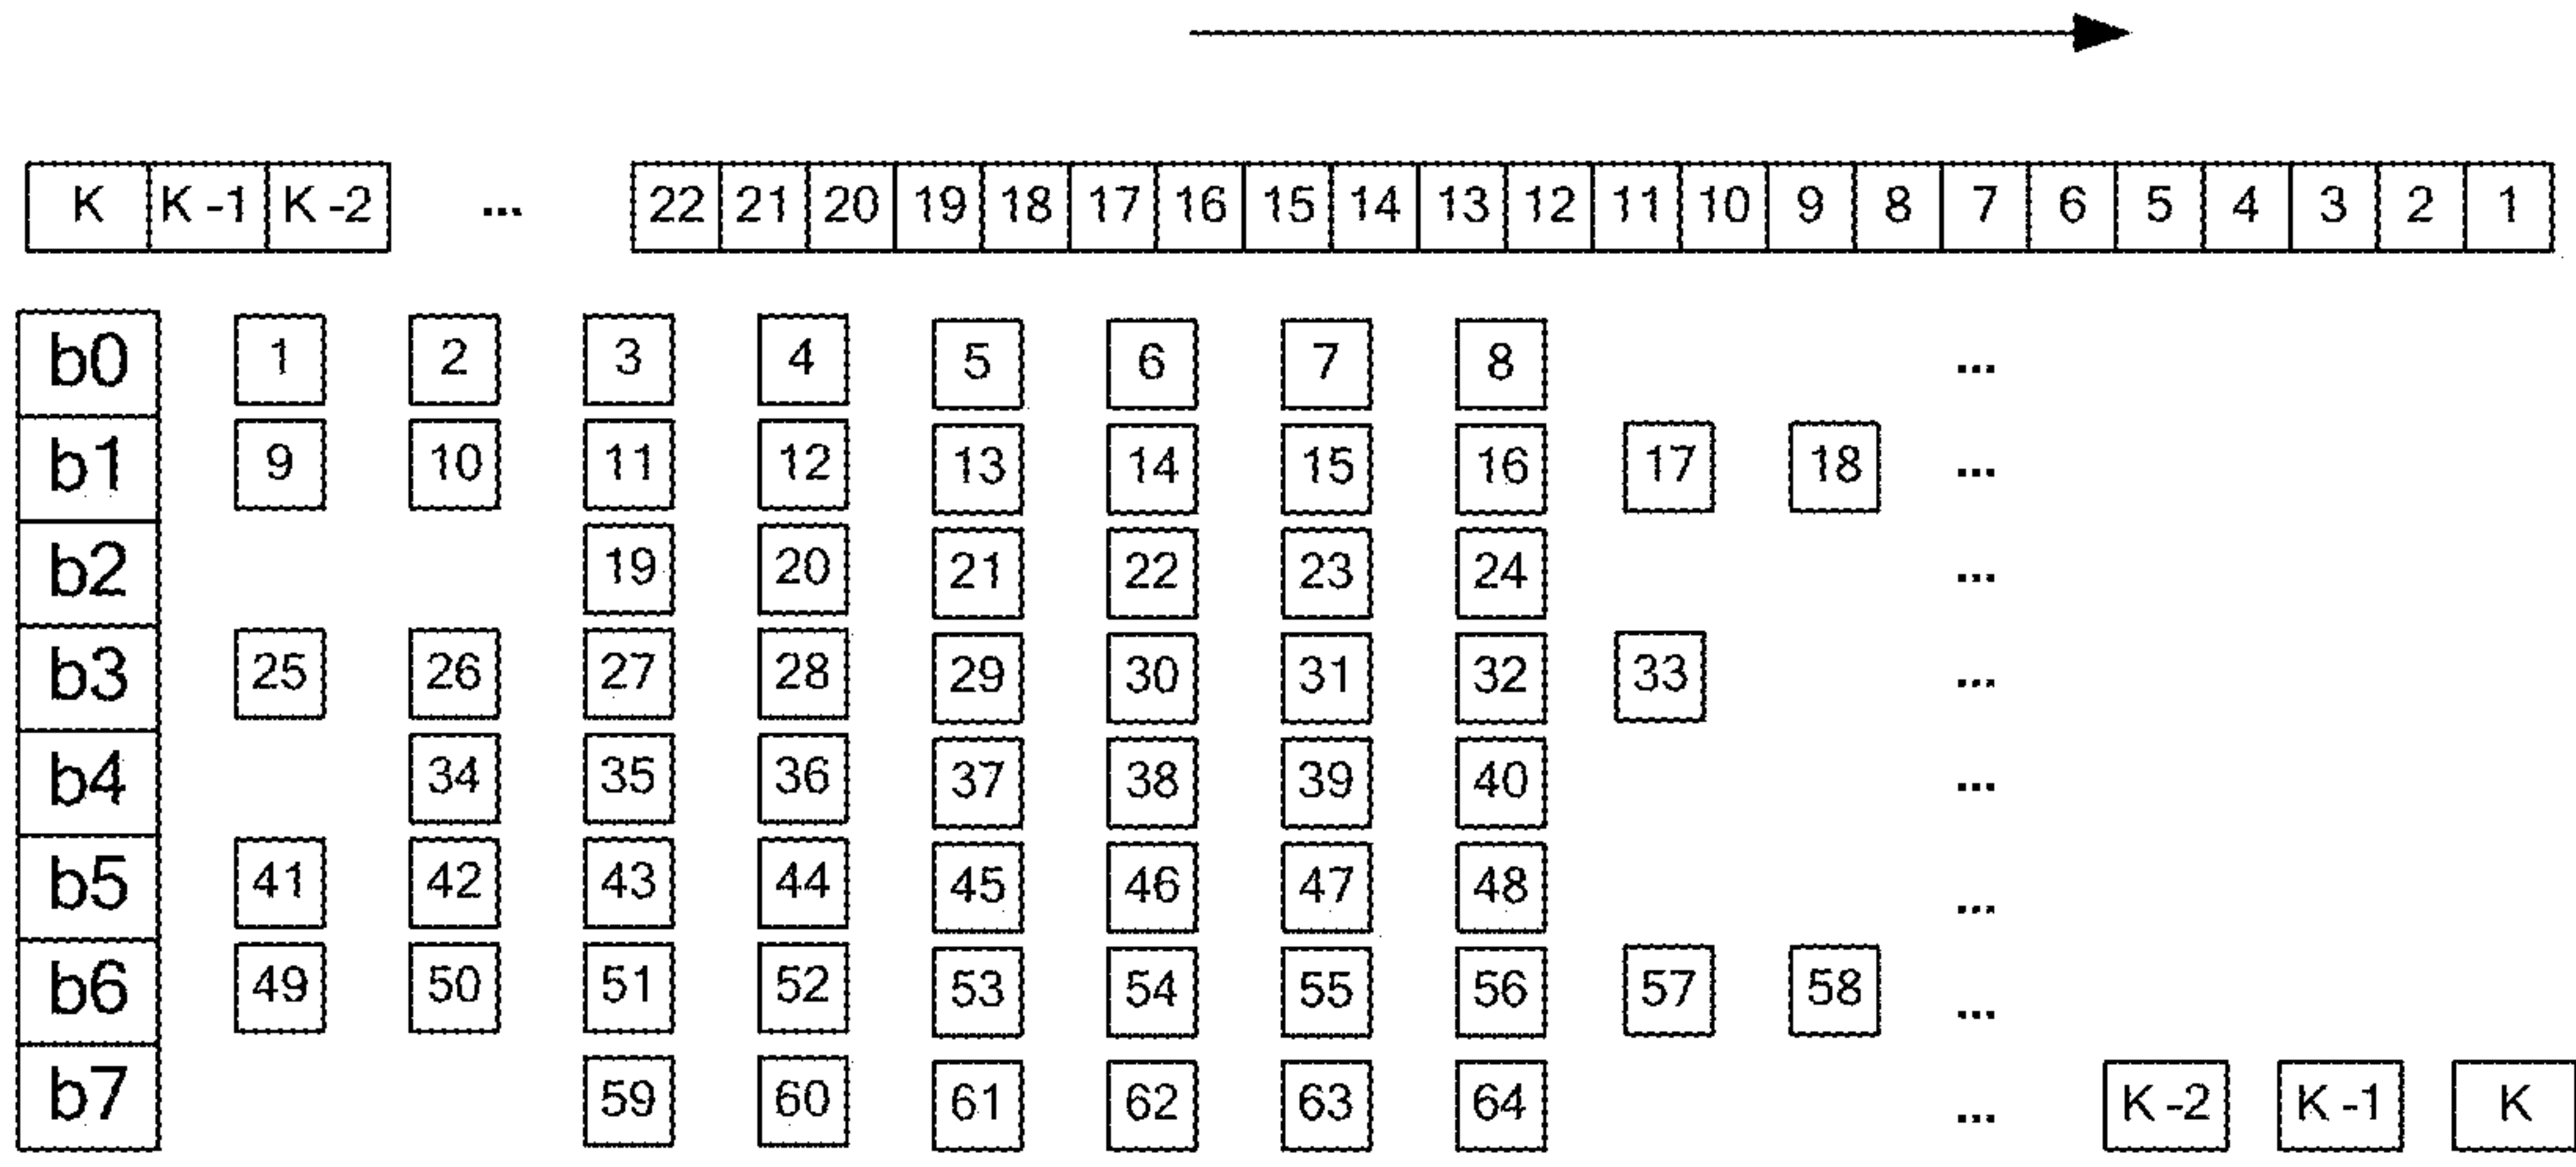 K K -1 K -2 ... 22 21 20 19 18 17 16 15 14 13 12 11 10 9 8 7 6 5 4 3 2 1
b0 1 2 3 4 5 6 7 8 ...
b1 9 10 11 12 13 14 15 16 17 18 ...
b2 19 20 21 22 23 24 ...
b3 25 26 27 28 29 30 31 32 33 ...
b4 34 35 36 37 38 39 40 ...
b5 41 42 43 44 45 46 47 48 ...
b6 49 50 51 52 53 54 55 56 57 58 ...
b7 59 60 61 62 63 64 ... K -2 K -1 K